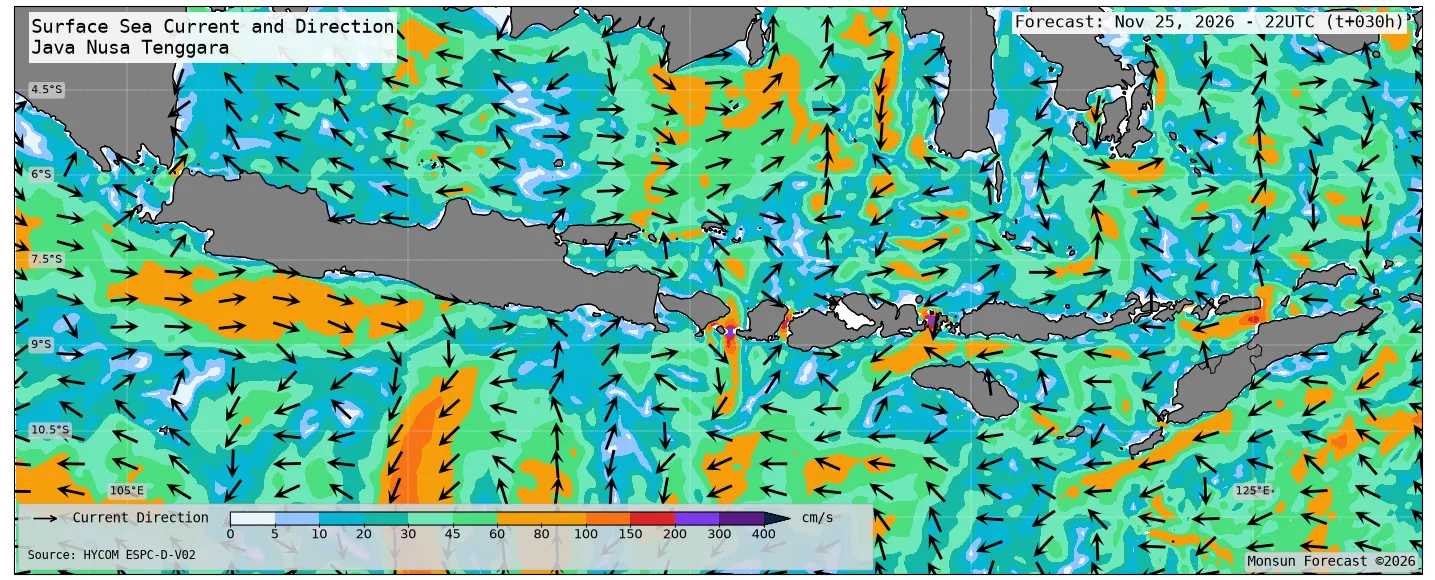 Surface Sea Current and Direction
Java Nusa Tenggara
Forecast: Nov 25, 2026 - 22UTC (t+030h)
4.5°S
6°S
7.5°S
9°S
10.5°S
105°E
125°E
Current Direction
0 5 10 20 30 45 60 80 100 150 200 300 400 cm/s
Source: HYCOM ESPC-D-V02
Monsun Forecast ©2026